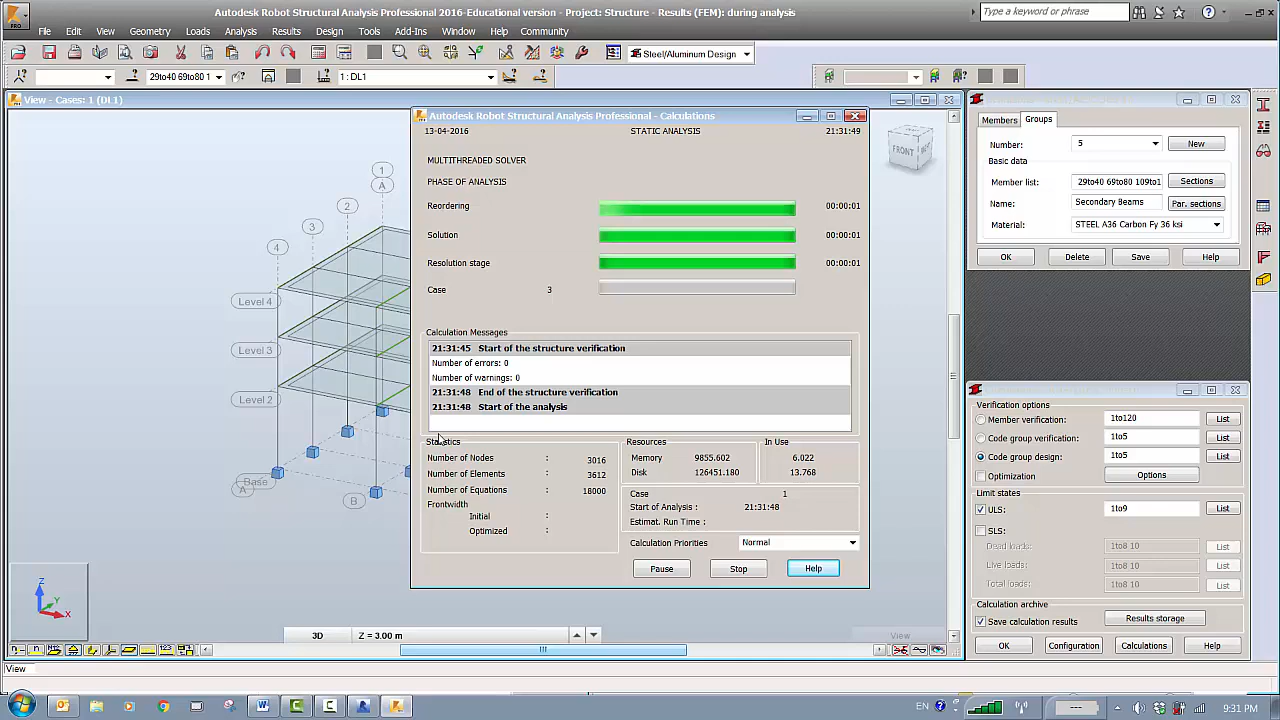 Autodesk Robot Structural Analysis Professional 2016-Educational version - Project: Structure - Results (FEM): during analysis
Type a keyword or phrase
File Edit View Geometry Loads Analysis Results Design Tools Add-Ins Window Help Community
Steel/Aluminum Design
29to40 69to80 1
1: DL1
View - Cases: 1 (DL1)
1
A
2
3
4
Level 4
Level 3
Level 2
Base
A
B
FRONT
Autodesk Robot Structural Analysis Professional - Calculations
13-04-2016 STATIC ANALYSIS 21:31:49
MULTITHREADED SOLVER
PHASE OF ANALYSIS
Reordering 00:00:01
Solution 00:00:01
Resolution stage 00:00:01
Case 3
Calculation Messages
21:31:45 Start of the structure verification
Number of errors: 0
Number of warnings: 0
21:31:48 End of the structure verification
21:31:48 Start of the analysis
Statistics
Number of Nodes : 3016
Number of Elements : 3612
Number of Equations : 18000
Frontwidth
Initial :
Optimized :
Resources In Use
Memory 9855.602 6.022
Disk 126451.180 13.768
Case 1
Start of Analysis : 21:31:48
Estimat. Run Time :
Calculation Priorities Normal
Pause Stop Help
3D Z = 3.00 m
View
Members Groups
Number: 5 New
Basic data
Member list: 29to40 69to80 109to1 Sections
Name: Secondary Beams Par. sections
Material: STEEL A36 Carbon Fy 36 ksi
OK Delete Save Help
Verification options
Member verification: 1to120 List
Code group verification: 1to5 List
Code group design: 1to5 List
Optimization Options
Limit states
ULS: 1to9 List
SLS:
Dead loads: 1to8 10 List
Live loads: 1to8 10 List
Total loads: 1to8 10 List
Calculation archive
Save calculation results Results storage
OK Configuration Calculations Help
View
EN
9:31 PM